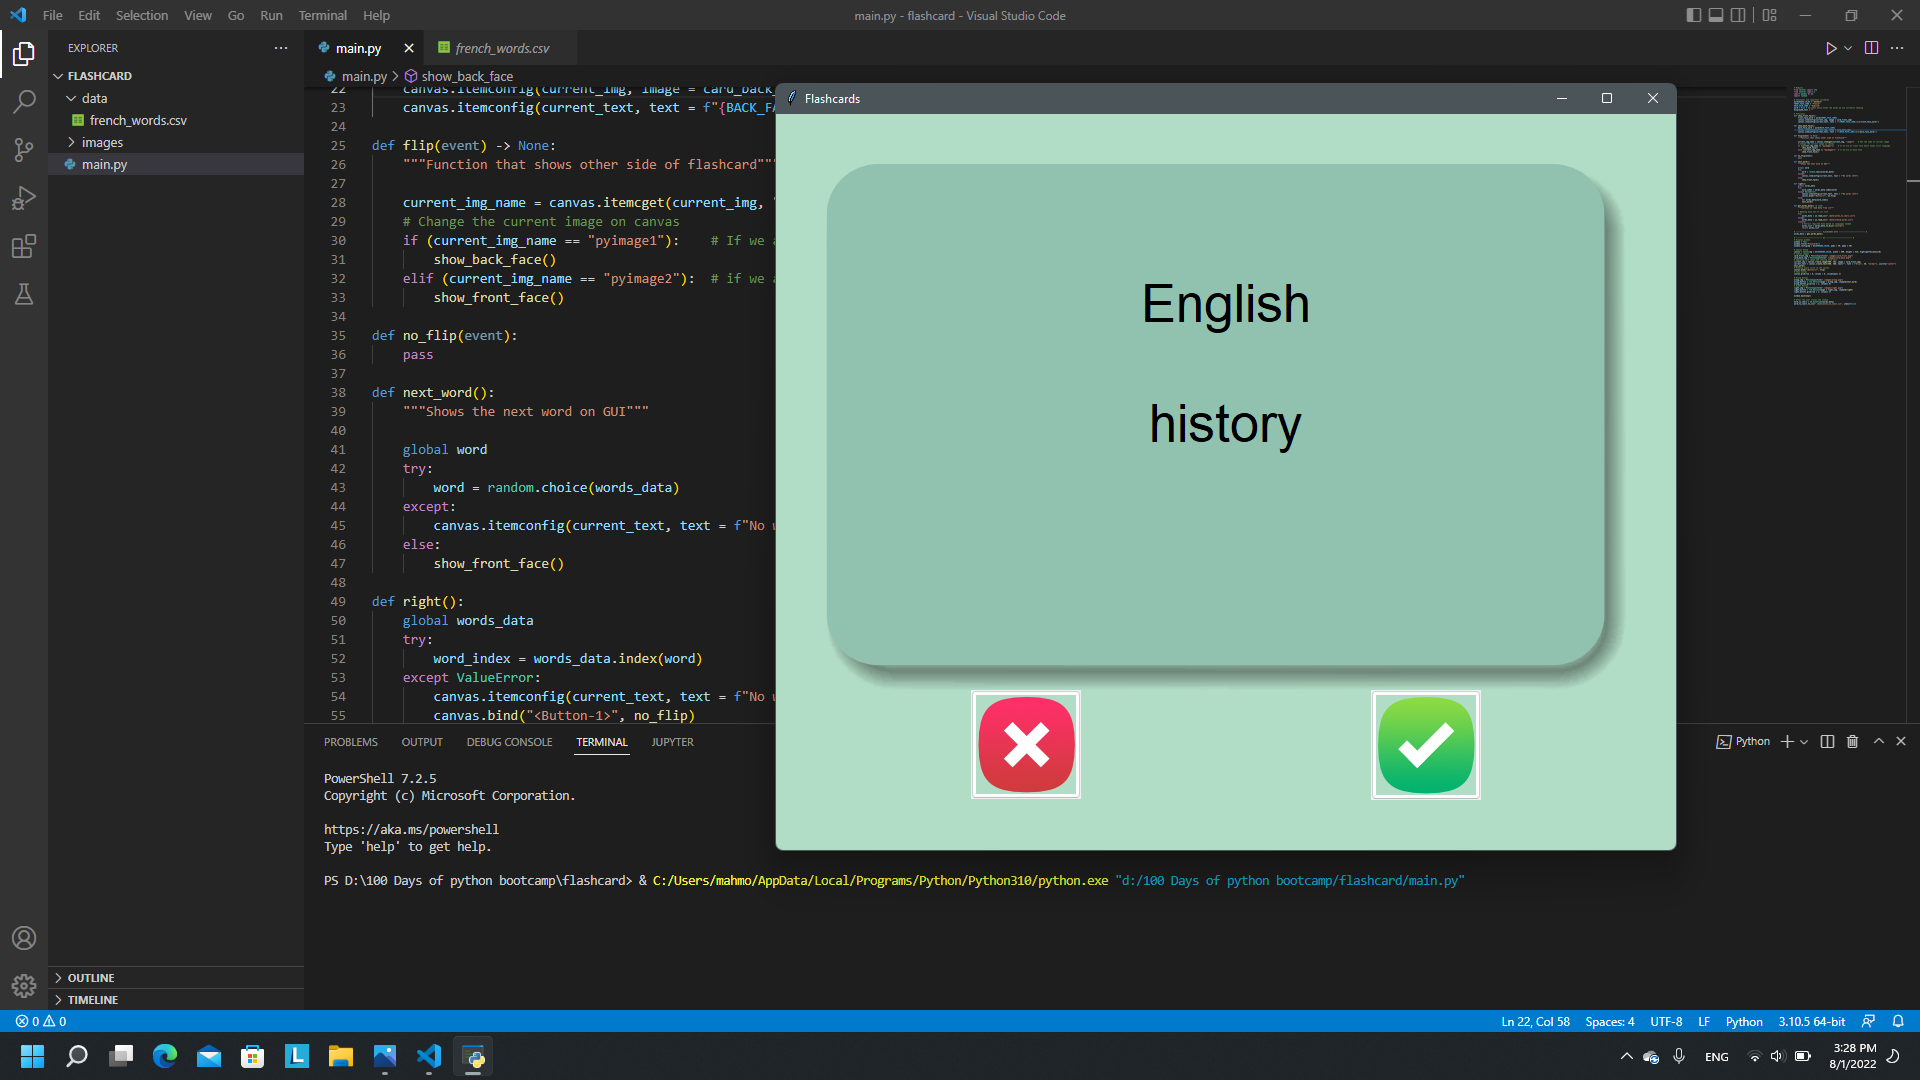 File Edit Selection View Go Run Terminal Help
main.py - flashcard - Visual Studio Code
EXPLORER
FLASHCARD
data
french_words.csv
images
main.py
OUTLINE
TIMELINE
main.py
french_words.csv
main.py > show_back_face
22 canvas.itemconfig(current_img, image = card_back_
23 canvas.itemconfig(current_text, text = f"{BACK_FA
24
25 def flip(event) -> None:
26 """Function that shows other side of flashcard"""
27
28 current_img_name = canvas.itemcget(current_img, "
29 # Change the current image on canvas
30 if (current_img_name == "pyimage1"): # If we a
31 show_back_face()
32 elif (current_img_name == "pyimage2"): # if we a
33 show_front_face()
34
35 def no_flip(event):
36 pass
37
38 def next_word():
39 """Shows the next word on GUI"""
40
41 global word
42 try:
43 word = random.choice(words_data)
44 except:
45 canvas.itemconfig(current_text, text = f"No w
46 else:
47 show_front_face()
48
49 def right():
50 global words_data
51 try:
52 word_index = words_data.index(word)
53 except ValueError:
54 canvas.itemconfig(current_text, text = f"No w
55 canvas.bind("<Button-1>", no_flip)
Flashcards
English
history
PROBLEMS OUTPUT DEBUG CONSOLE TERMINAL JUPYTER
Python
PowerShell 7.2.5
Copyright (c) Microsoft Corporation.
https://aka.ms/powershell
Type 'help' to get help.
PS D:\100 Days of python bootcamp\flashcard> & C:/Users/mahmo/AppData/Local/Programs/Python/Python310/python.exe "d:/100 Days of python bootcamp/flashcard/main.py"
0 0
Ln 22, Col 58 Spaces: 4 UTF-8 LF Python 3.10.5 64-bit
L
ENG
3:28 PM
8/1/2022